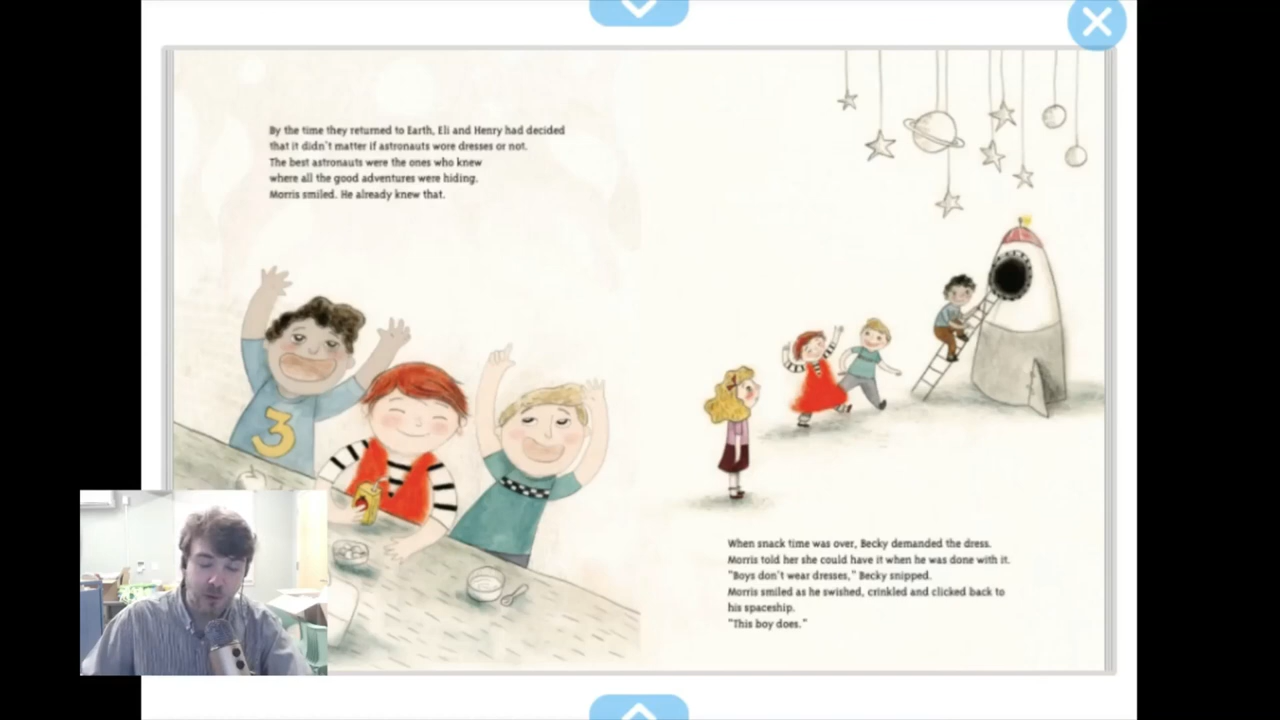 By the time they returned to Earth, Eli and Henry had decided
that it didn't matter if astronauts wore dresses or not.
The best astronauts were the ones who knew
where all the good adventures were hiding.
Morris smiled. He already knew that.
3
When snack time was over, Becky demanded the dress.
Morris told her she could have it when he was done with it.
"Boys don't wear dresses," Becky snipped.
Morris smiled as he swished, crinkled and clicked back to
his spaceship.
"This boy does."